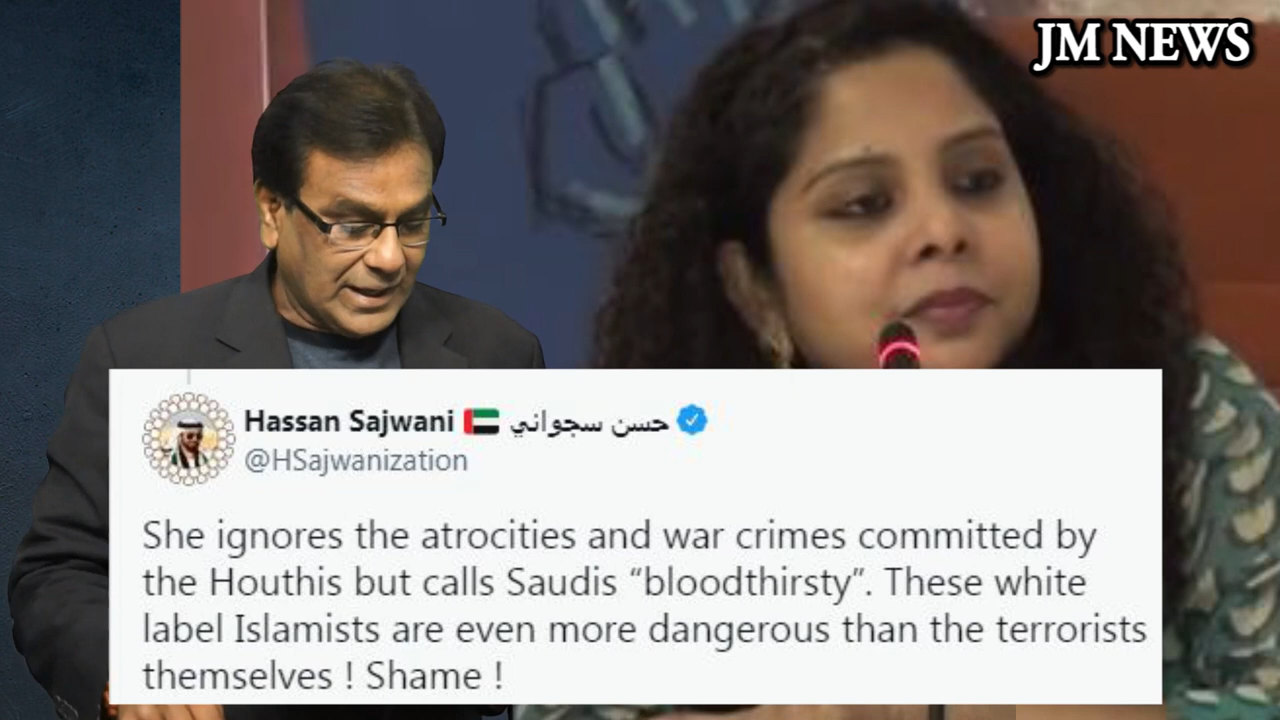 JM NEWS
Hassan Sajwani 🇦🇪 حسن سجواني
@HSajwanization
She ignores the atrocities and war crimes committed by
the Houthis but calls Saudis “bloodthirsty”. These white
label Islamists are even more dangerous than the terrorists
themselves ! Shame !